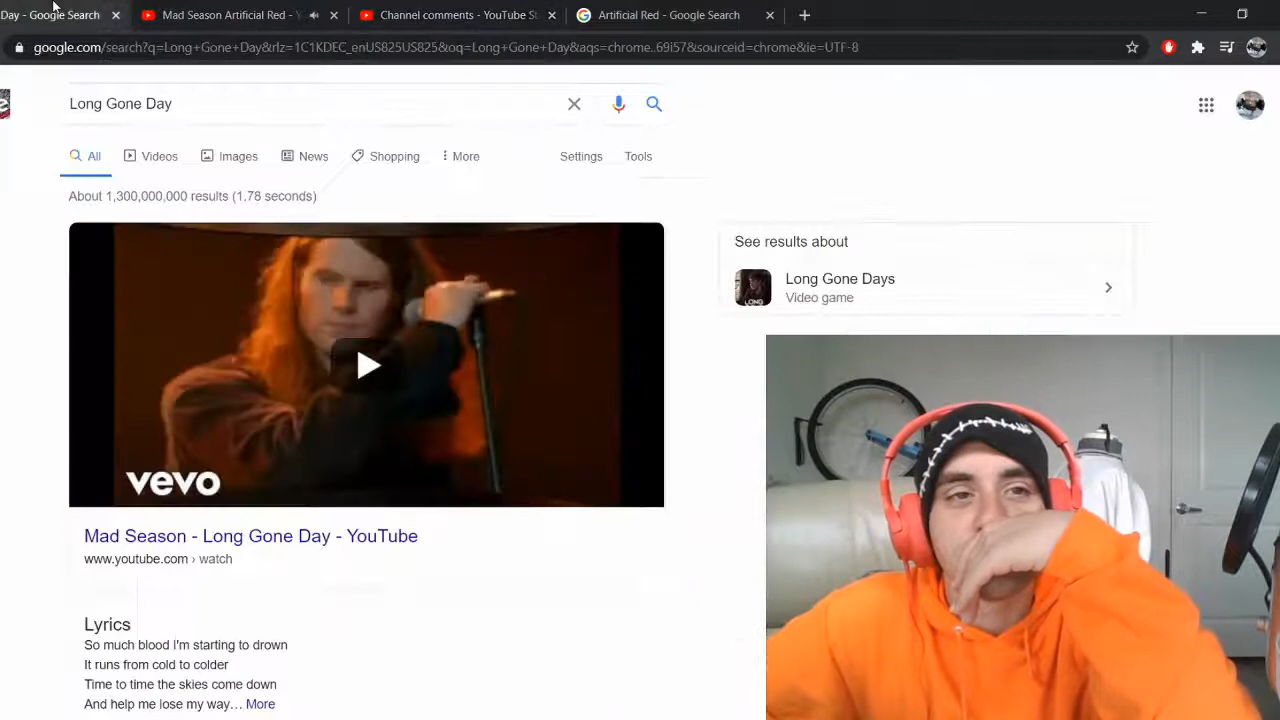 Day - Google Search
Mad Season Artificial Red - Y
Channel comments - YouTube St
Artificial Red - Google Search
google.com/search?q=Long+Gone+Day&rlz=1C1KDEC_enUS825US825&oq=Long+Gone+Day&aqs=chrome..69i57&sourceid=chrome&ie=UTF-8
Long Gone Day
All Videos Images News Shopping More Settings Tools
About 1,300,000,000 results (1.78 seconds)
vevo
See results about
Long Gone Days
Video game
LONG
Mad Season - Long Gone Day - YouTube
www.youtube.com › watch
Lyrics
So much blood I'm starting to drown
It runs from cold to colder
Time to time the skies come down
And help me lose my way… More